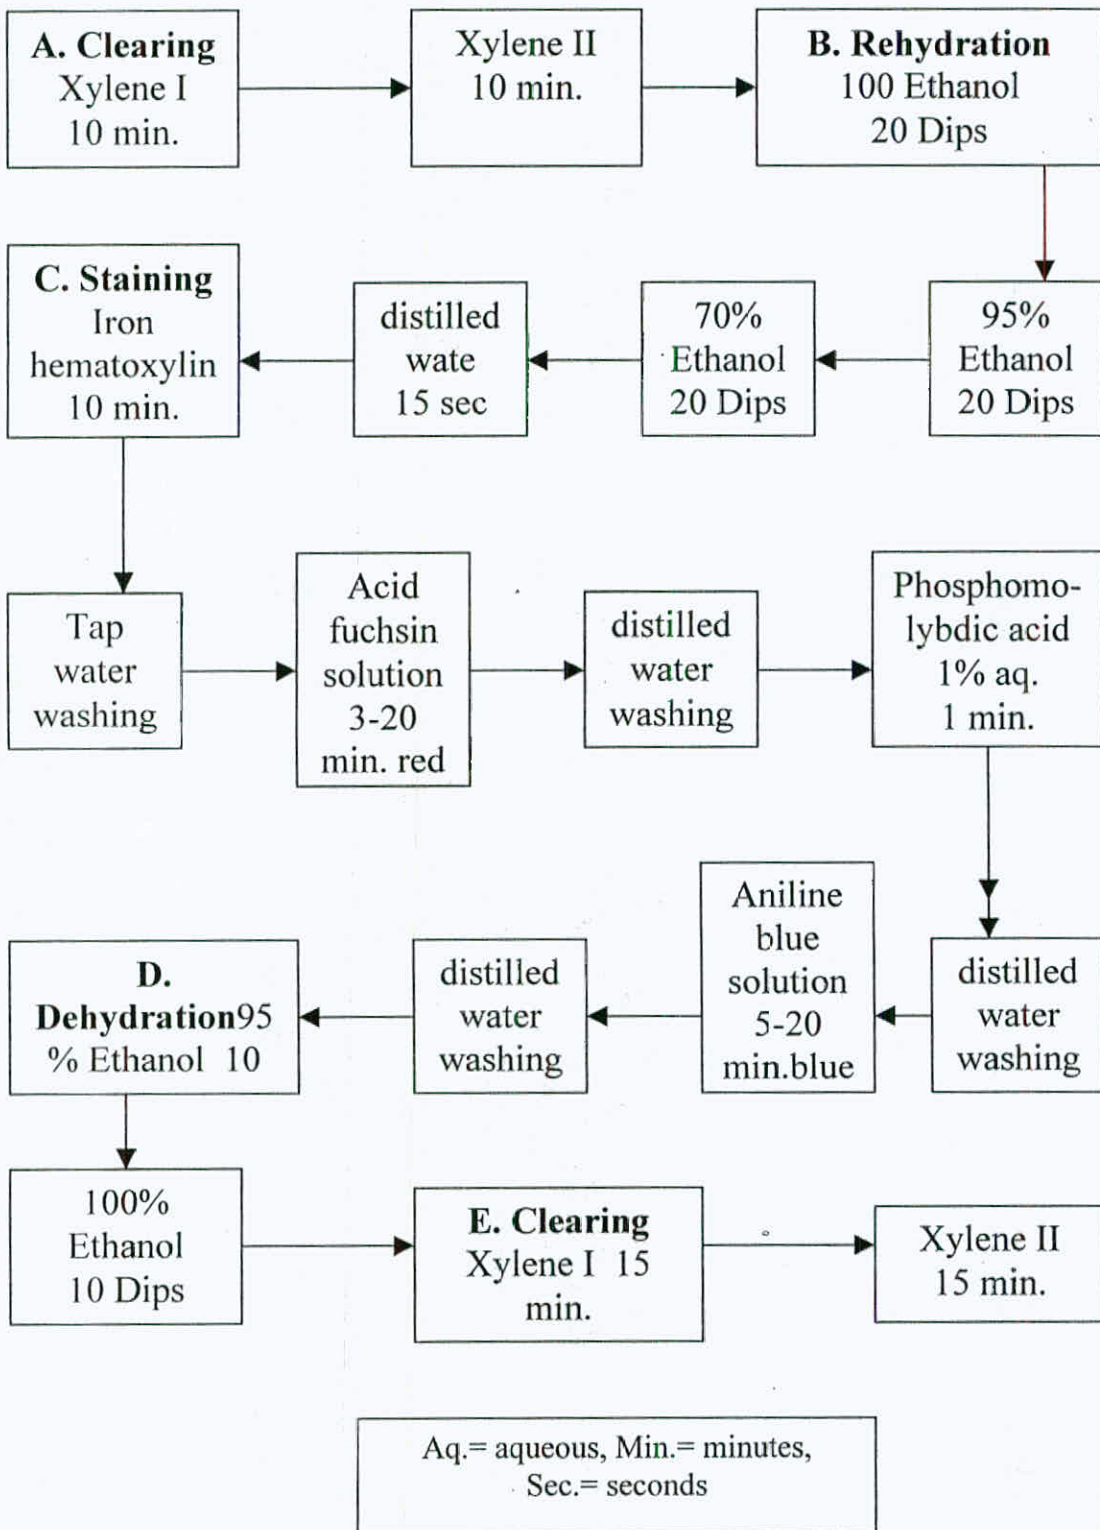 A. Clearing
Xylene I
10 min.
Xylene II
10 min.
B. Rehydration
100 Ethanol
20 Dips
95%
Ethanol
20 Dips
70%
Ethanol
20 Dips
distilled
wate
15 sec
C. Staining
Iron
hematoxylin
10 min.
Tap
water
washing
Acid
fuchsin
solution
3-20
min. red
distilled
water
washing
Phosphomo-
lybdic acid
1% aq.
1 min.
distilled
water
washing
Aniline
blue
solution
5-20
min.blue
distilled
water
washing
D.
Dehydration95
% Ethanol 10
100%
Ethanol
10 Dips
E. Clearing
Xylene I 15
min.
Xylene II
15 min.
Aq.= aqueous, Min.= minutes,
Sec.= seconds